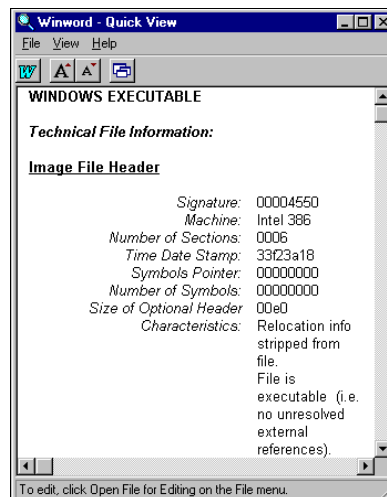 Winword - Quick View
File View Help
W A A
WINDOWS EXECUTABLE
Technical File Information:
Image File Header
Signature: 00004550
Machine: Intel 386
Number of Sections: 0006
Time Date Stamp: 33f23a18
Symbols Pointer: 00000000
Number of Symbols: 00000000
Size of Optional Header 00e0
Characteristics: Relocation info
stripped from
file.
File is
executable (i.e.
no unresolved
external
references).
To edit, click Open File for Editing on the File menu.